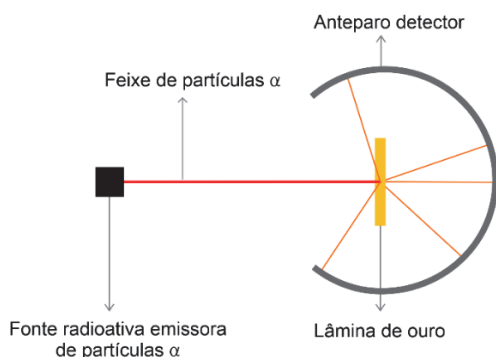 Anteparo detector
Feixe de partículas α
Fonte radioativa emissora
de partículas α
Lâmina de ouro